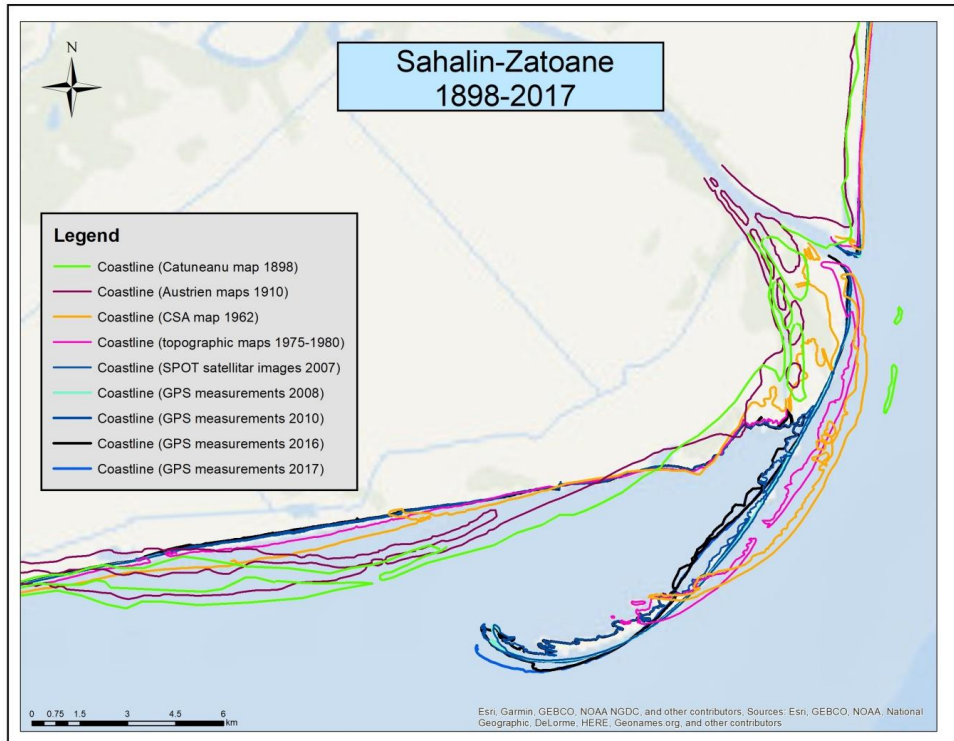 N
Sahalin-Zatoane
1898-2017
Legend
Coastline (Catuneanu map 1898)
Coastline (Austrien maps 1910)
Coastline (CSA map 1962)
Coastline (topographic maps 1975-1980)
Coastline (SPOT satellitar images 2007)
Coastline (GPS measurements 2008)
Coastline (GPS measurements 2010)
Coastline (GPS measurements 2016)
Coastline (GPS measurements 2017)
0 0.75 1.5 3 4.5 6
km
Esri, Garmin, GEBCO, NOAA NGDC, and other contributors, Sources: Esri, GEBCO, NOAA, National
Geographic, DeLorme, HERE, Geonames.org, and other contributors